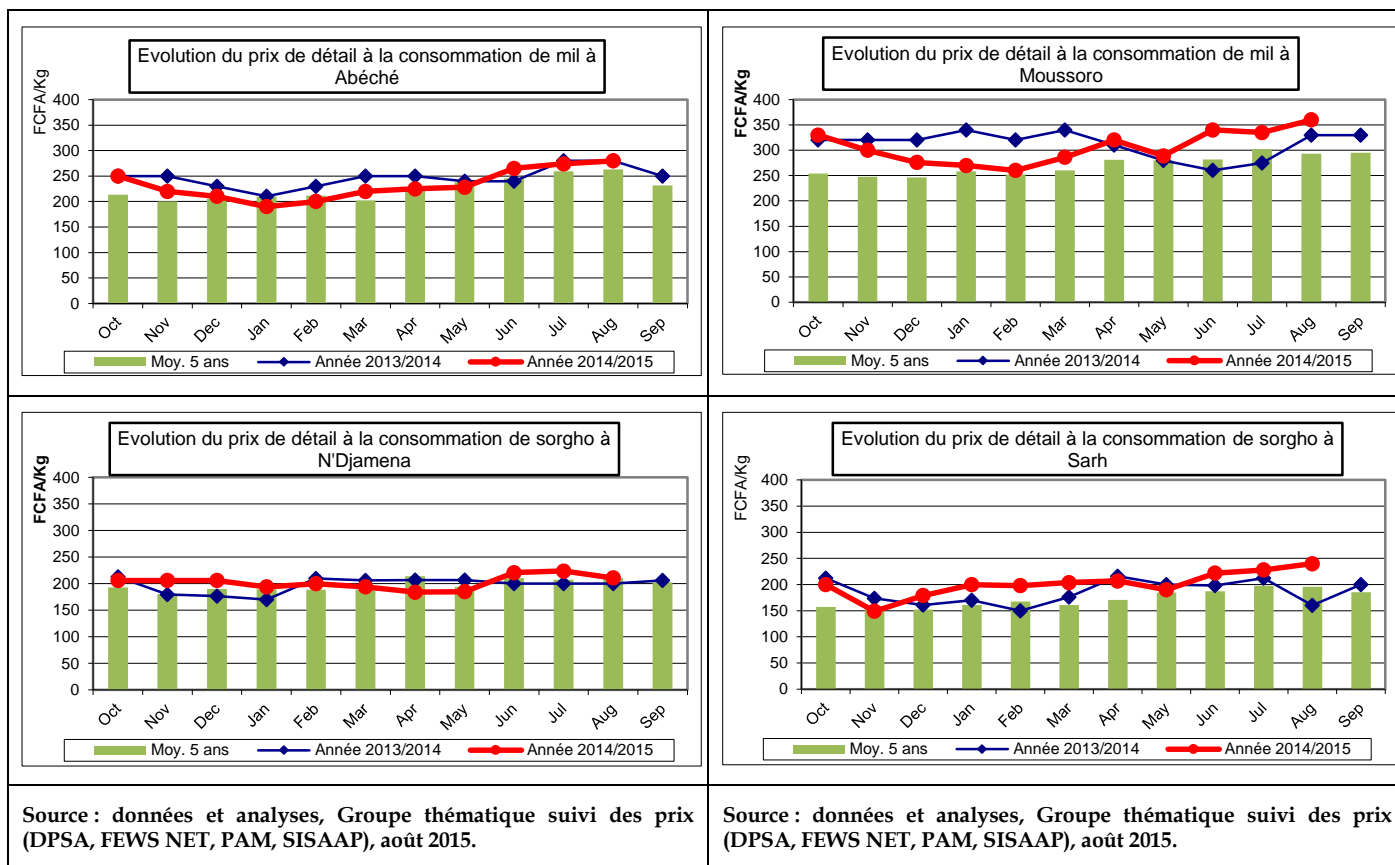 Evolution du prix de détail à la consommation de mil à
Abéché
FCFA/Kg
400
350
300
250
200
150
100
50
0
Oct Nov Dec Jan Feb Mar Apr May Jun Jul Aug Sep
Moy. 5 ans Année 2013/2014 Année 2014/2015
Evolution du prix de détail à la consommation de mil à
Moussoro
FCFA/Kg
400
350
300
250
200
150
100
50
0
Oct Nov Dec Jan Feb Mar Apr May Jun Jul Aug Sep
Moy. 5 ans Année 2013/2014 Année 2014/2015
Evolution du prix de détail à la consommation de sorgho à
N'Djamena
FCFA/Kg
400
350
300
250
200
150
100
50
0
Oct Nov Dec Jan Feb Mar Apr May Jun Jul Aug Sep
Moy. 5 ans Année 2013/2014 Année 2014/2015
Evolution du prix de détail à la consommation de sorgho à
Sarh
FCFA/Kg
400
350
300
250
200
150
100
50
0
Oct Nov Dec Jan Feb Mar Apr May Jun Jul Aug Sep
Moy. 5 ans Année 2013/2014 Année 2014/2015
Source : données et analyses, Groupe thématique suivi des prix
(DPSA, FEWS NET, PAM, SISAAP), août 2015.
Source : données et analyses, Groupe thématique suivi des prix
(DPSA, FEWS NET, PAM, SISAAP), août 2015.